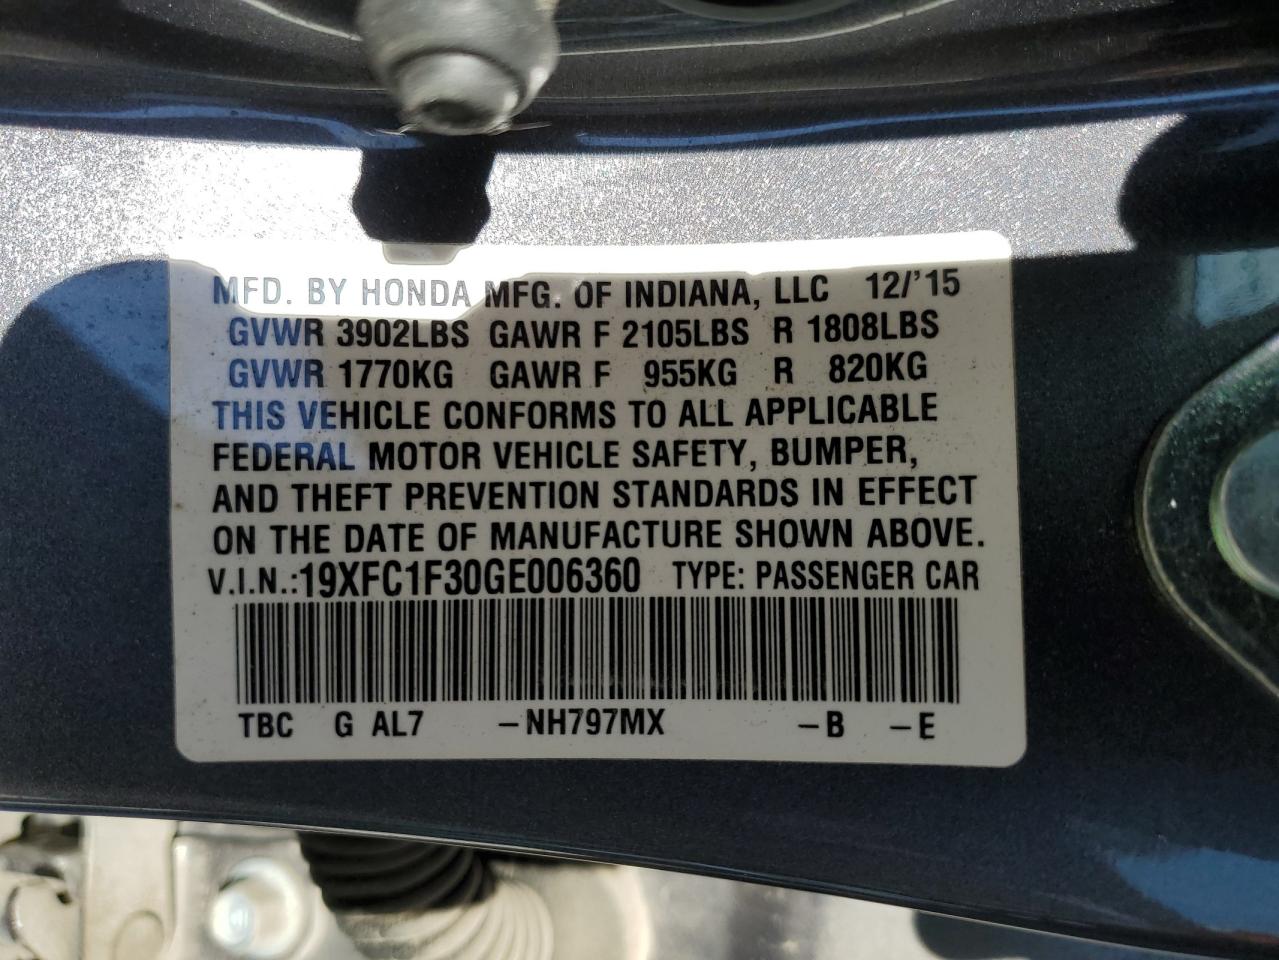 MFD. BY HONDA MFG. OF INDIANA, LLC 12/'15
GVWR 3902LBS GAWR F 2105LBS R 1808LBS
GVWR 1770KG GAWR F 955KG R 820KG
THIS VEHICLE CONFORMS TO ALL APPLICABLE
FEDERAL MOTOR VEHICLE SAFETY, BUMPER,
AND THEFT PREVENTION STANDARDS IN EFFECT
ON THE DATE OF MANUFACTURE SHOWN ABOVE.
V.I.N.:19XFC1F30GE006360 TYPE: PASSENGER CAR
TBC G AL7 -NH797MX -B -E